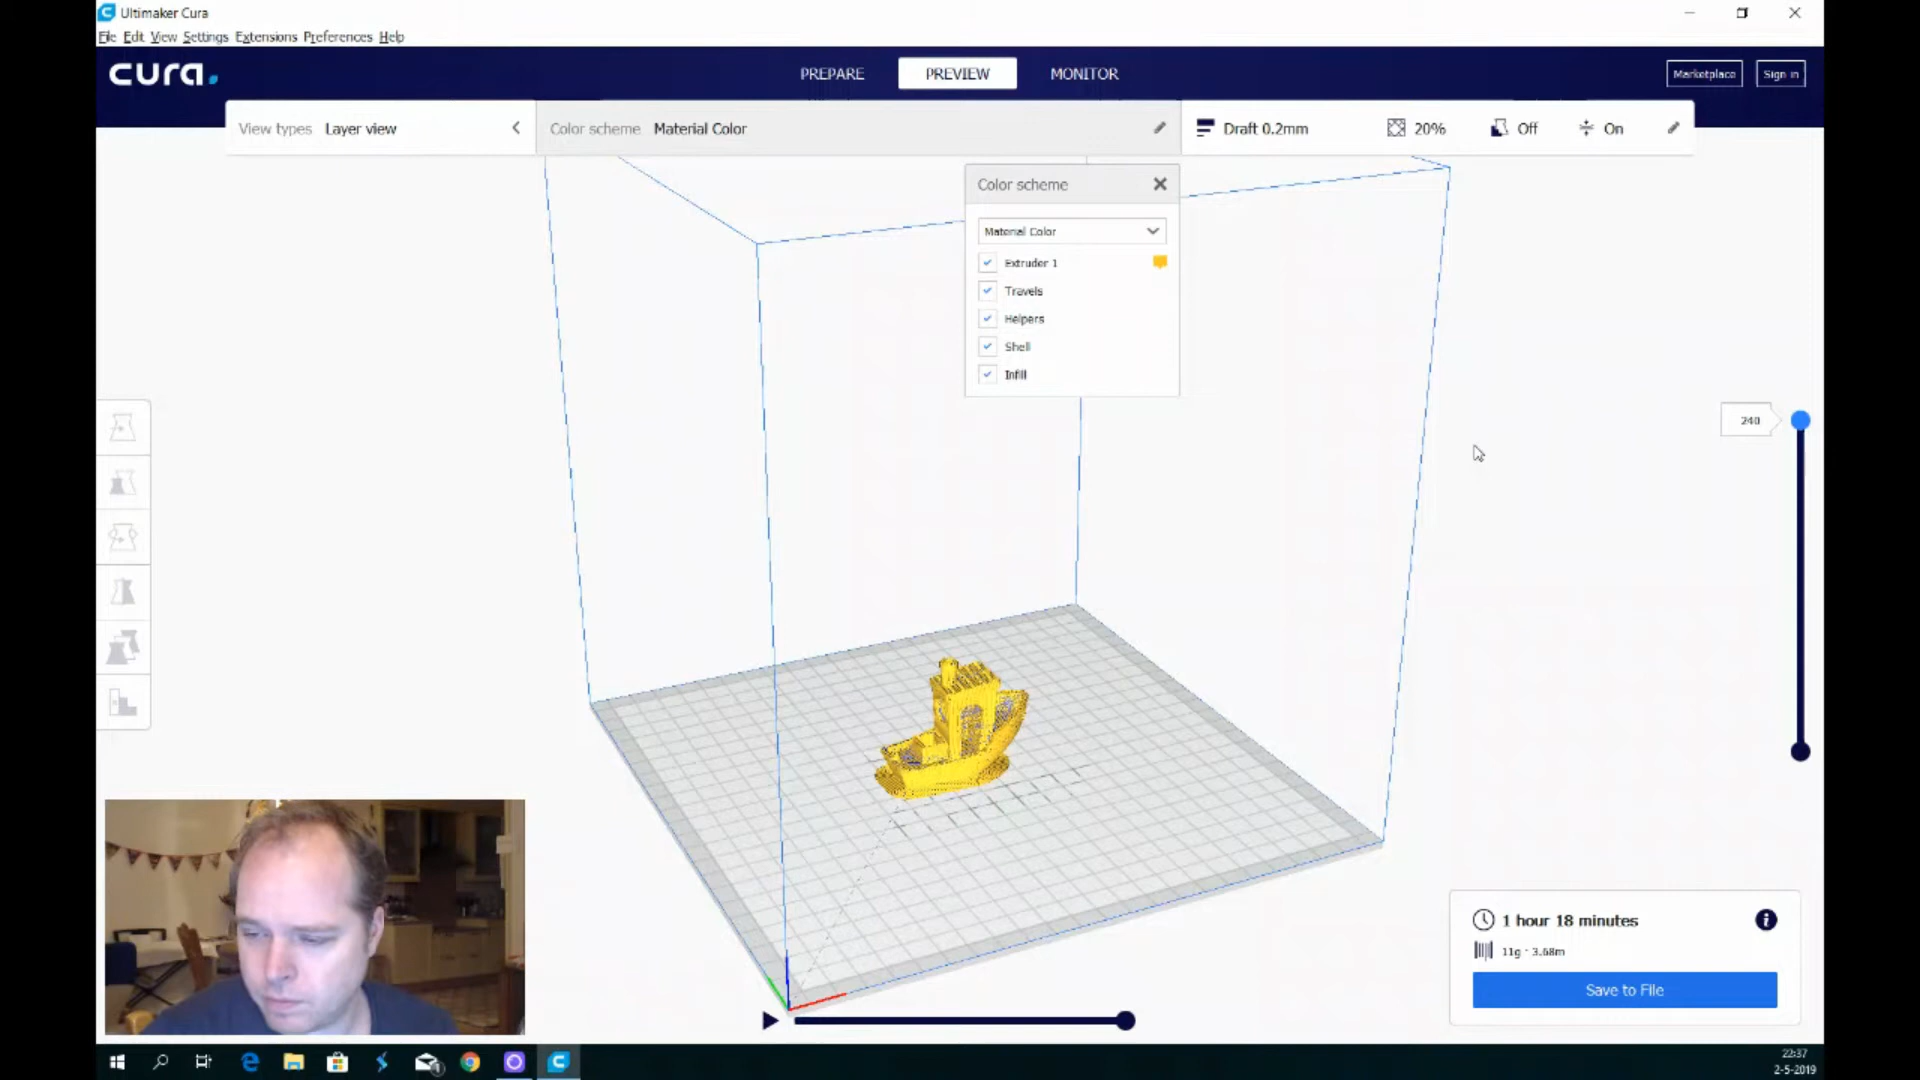 Ultimaker Cura
File Edit View Settings Extensions Preferences Help
cura.
PREPARE PREVIEW MONITOR
Marketplace Sign in
View types Layer view Color scheme Material Color Draft 0.2mm 20% Off On
Color scheme
Material Color
Extruder 1
Travels
Helpers
Shell
Infill
240
1 hour 18 minutes
11g · 3.68m
Save to File
22:37
2-5-2019